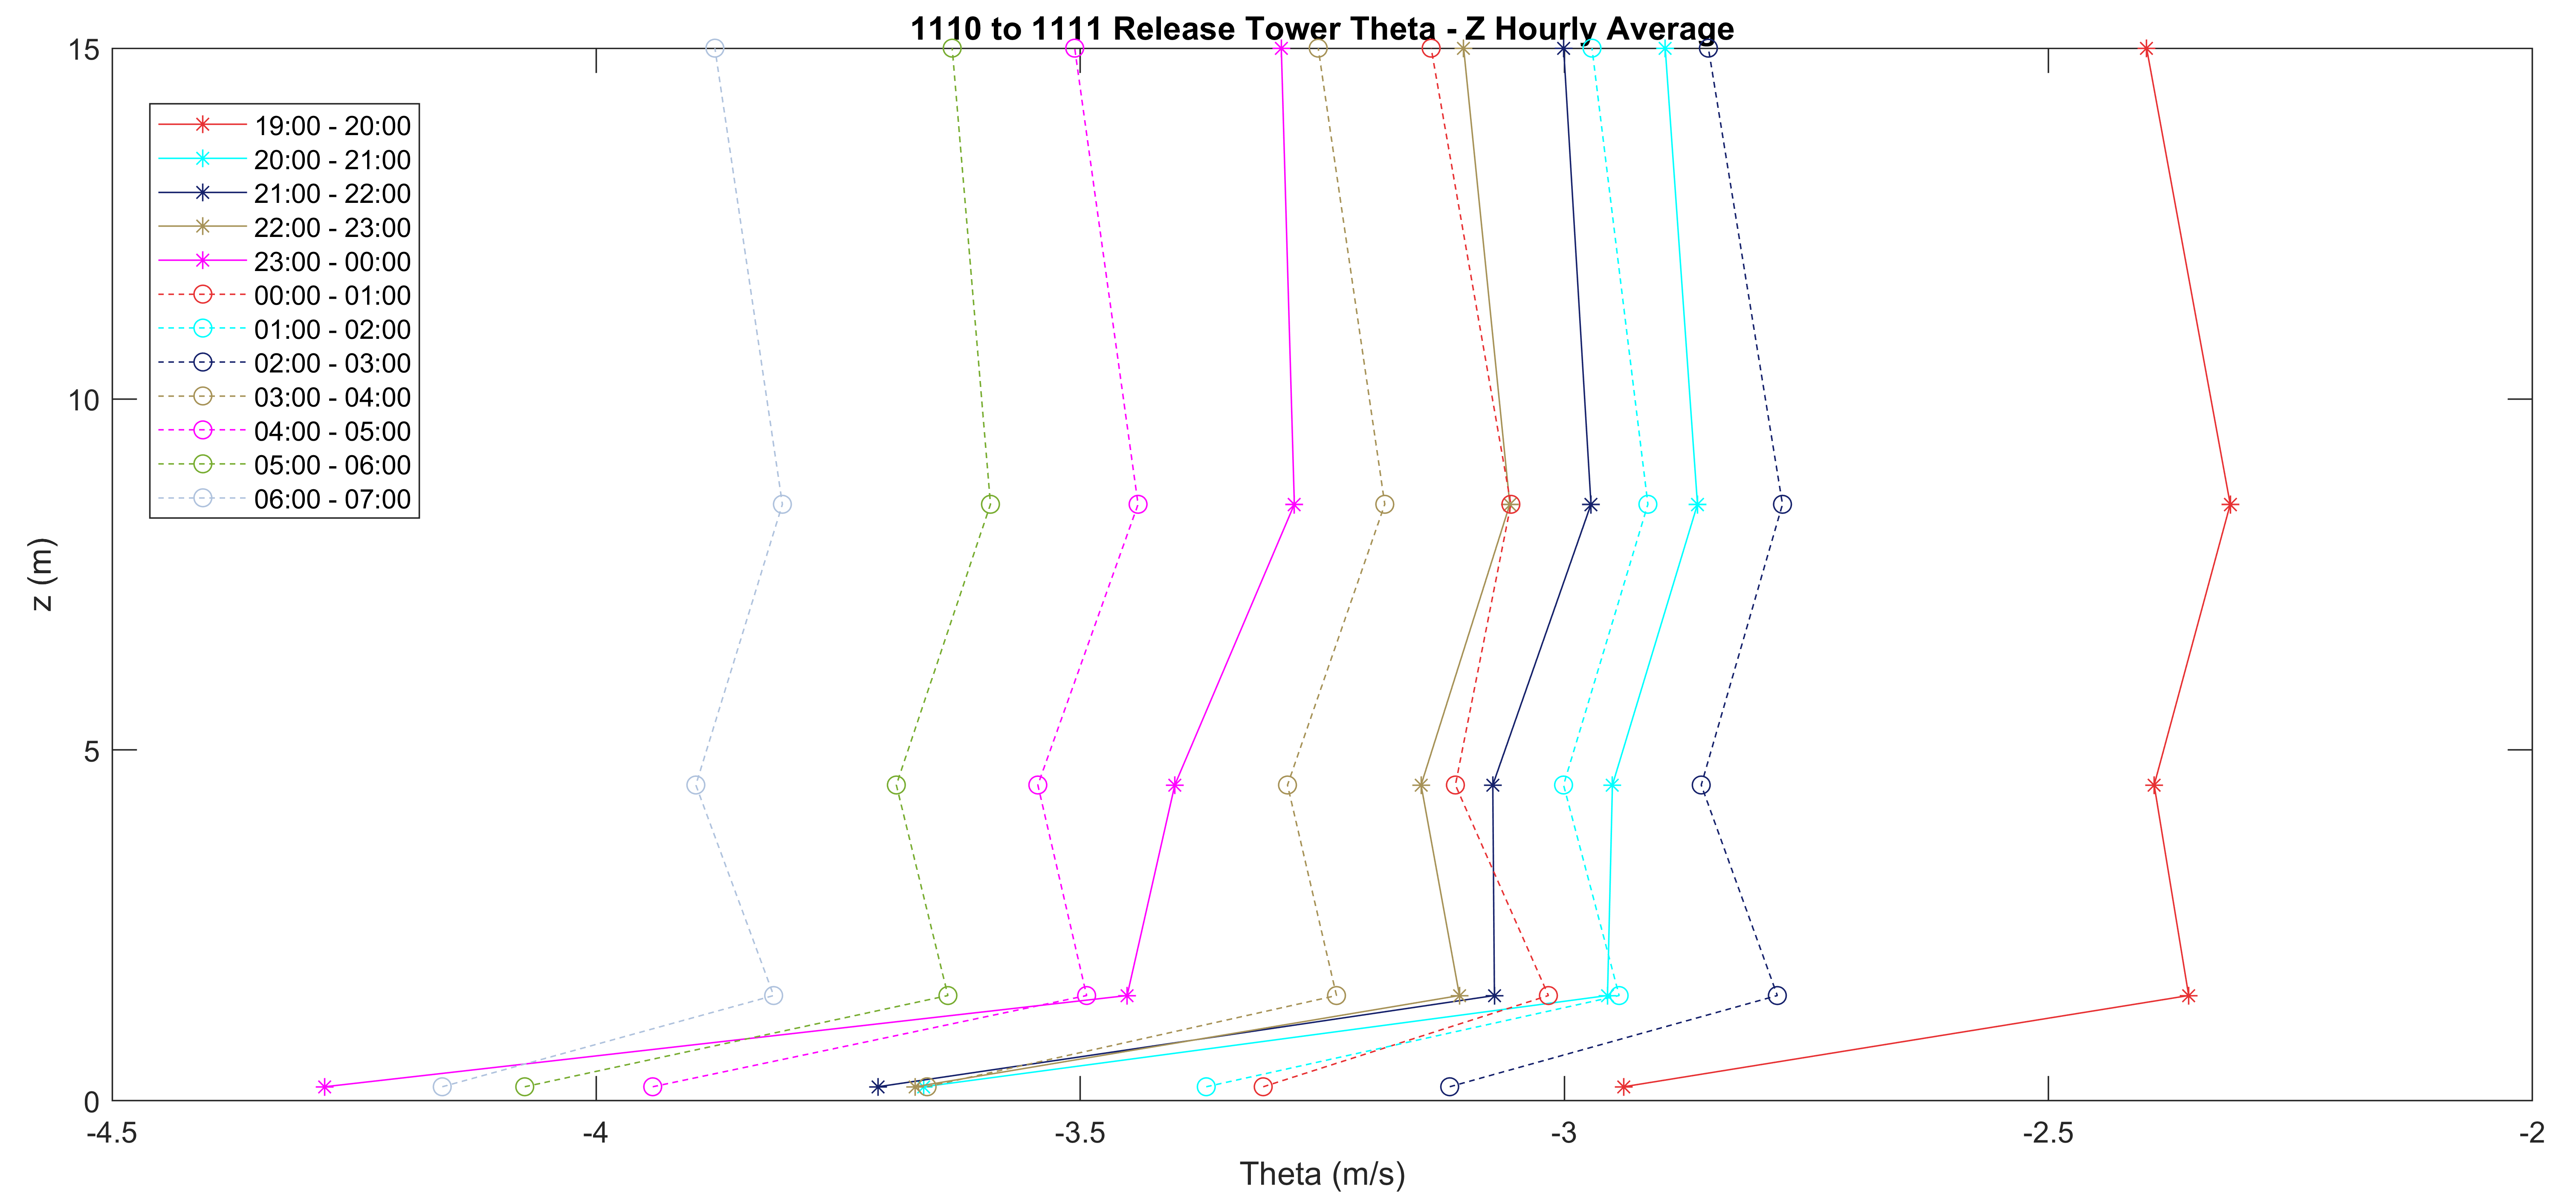 1110 to 1111 Release Tower Theta - Z Hourly Average
15
10
5
0
z (m)
19:00 - 20:00
20:00 - 21:00
21:00 - 22:00
22:00 - 23:00
23:00 - 00:00
00:00 - 01:00
01:00 - 02:00
02:00 - 03:00
03:00 - 04:00
04:00 - 05:00
05:00 - 06:00
06:00 - 07:00
-4.5 -4 -3.5 -3 -2.5 -2
Theta (m/s)